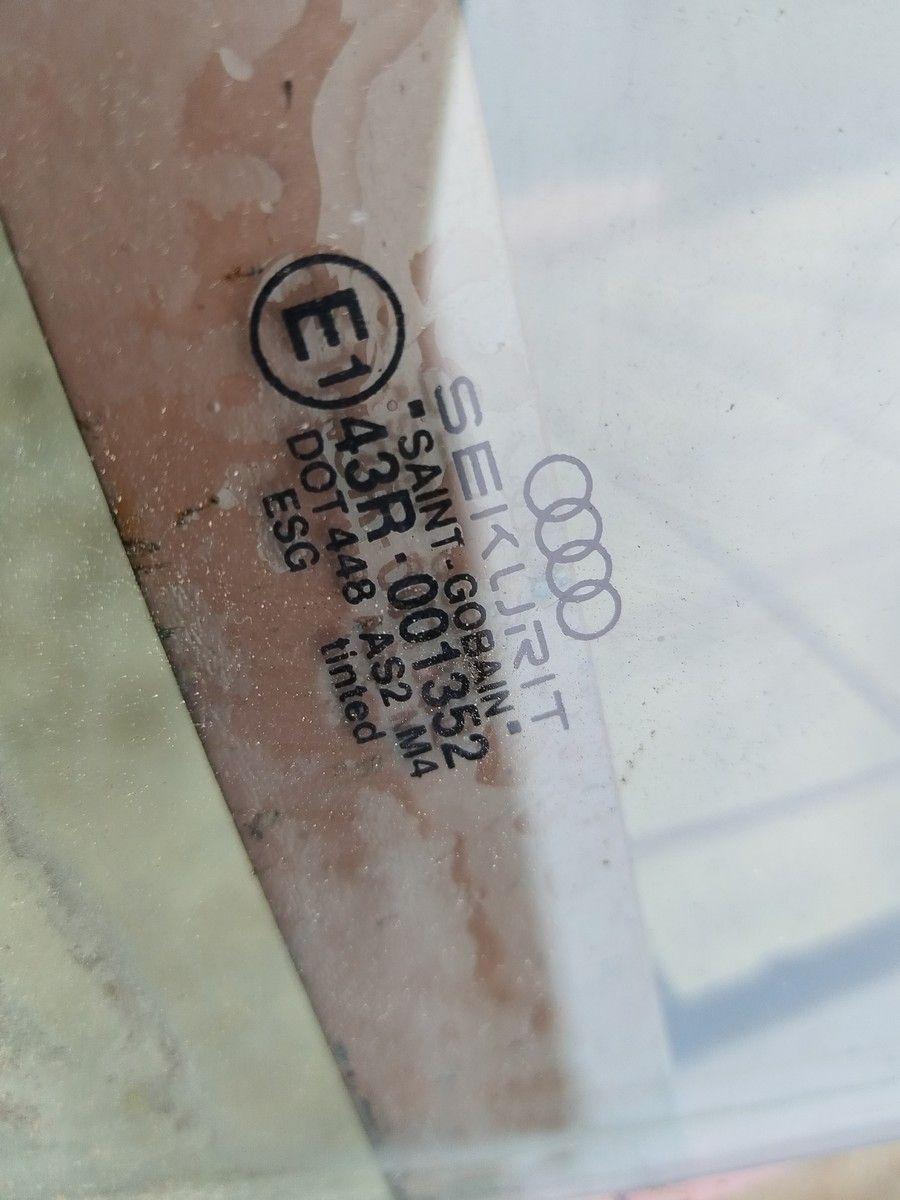 SEKURIT
"SAINT-GOBAIN"
E1
43R·001352
DOT 448 AS2 M4
ESG tinted